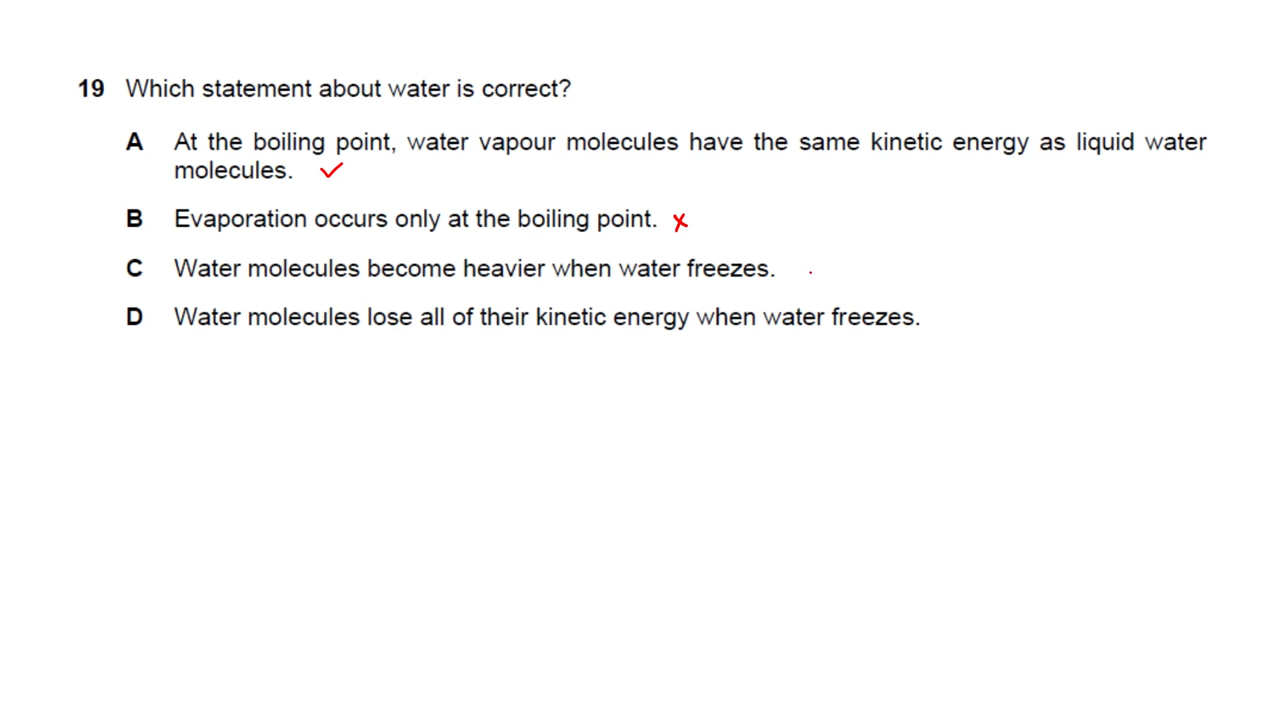 19 Which statement about water is correct?
A At the boiling point, water vapour molecules have the same kinetic energy as liquid water
molecules. ✓
B Evaporation occurs only at the boiling point. ✗
C Water molecules become heavier when water freezes.
D Water molecules lose all of their kinetic energy when water freezes.